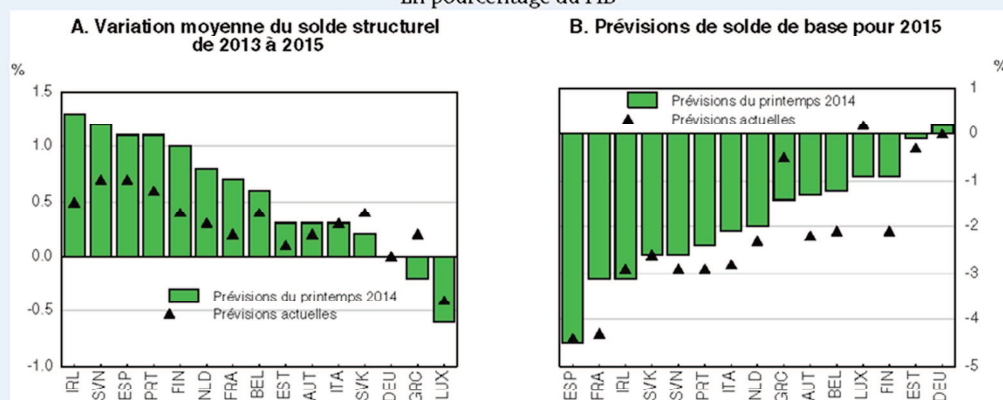 En pourcentage du PIB
A. Variation moyenne du solde structurel
de 2013 à 2015
%
1.5
1.0
0.5
0.0
-0.5
-1.0
Prévisions du printemps 2014
Prévisions actuelles
IRL
SVN
ESP
PRT
FIN
NLD
FRA
BEL
EST
AUT
ITA
SVK
DEU
GRC
LUX
B. Prévisions de solde de base pour 2015
%
1
0
-1
-2
-3
-4
-5
Prévisions du printemps 2014
Prévisions actuelles
ESP
FRA
IRL
SVK
SVN
PRT
ITA
NLD
GRC
AUT
BEL
LUX
FIN
EST
DEU